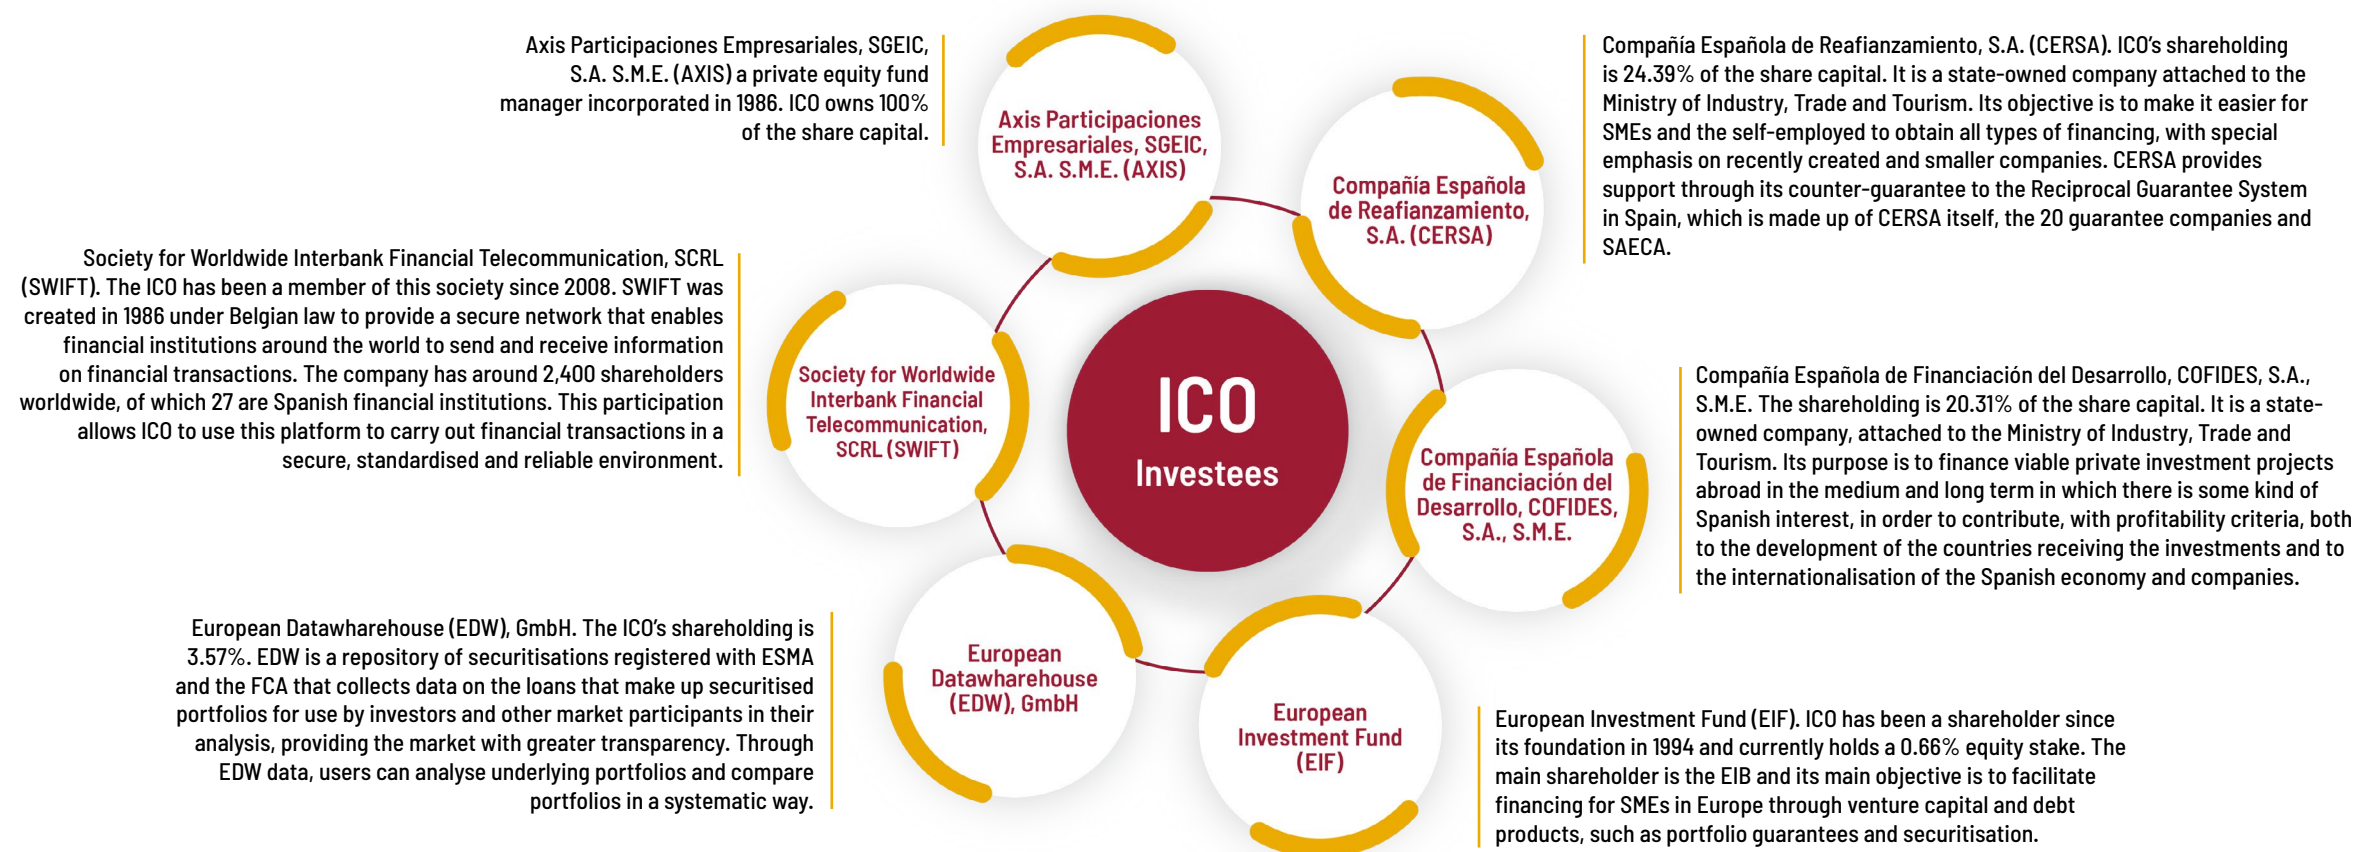 Axis Participaciones Empresariales, SGEIC,
S.A. S.M.E. (AXIS) a private equity fund
manager incorporated in 1986. ICO owns 100%
of the share capital.
Axis Participaciones
Empresariales, SGEIC,
S.A. S.M.E. (AXIS)
Compañía Española
de Reafianzamiento,
S.A. (CERSA)
Compañía Española de Reafianzamiento, S.A. (CERSA). ICO's shareholding
is 24.39% of the share capital. It is a state-owned company attached to the
Ministry of Industry, Trade and Tourism. Its objective is to make it easier for
SMEs and the self-employed to obtain all types of financing, with special
emphasis on recently created and smaller companies. CERSA provides
support through its counter-guarantee to the Reciprocal Guarantee System
in Spain, which is made up of CERSA itself, the 20 guarantee companies and
SAECA.
Society for Worldwide Interbank Financial Telecommunication, SCRL
(SWIFT). The ICO has been a member of this society since 2008. SWIFT was
created in 1986 under Belgian law to provide a secure network that enables
financial institutions around the world to send and receive information
on financial transactions. The company has around 2,400 shareholders
worldwide, of which 27 are Spanish financial institutions. This participation
allows ICO to use this platform to carry out financial transactions in a
secure, standardised and reliable environment.
Society for Worldwide
Interbank Financial
Telecommunication,
SCRL (SWIFT)
ICO
Investees
Compañía Española
de Financiación del
Desarrollo, COFIDES,
S.A., S.M.E.
Compañía Española de Financiación del Desarrollo, COFIDES, S.A.,
S.M.E. The shareholding is 20.31% of the share capital. It is a state-
owned company, attached to the Ministry of Industry, Trade and
Tourism. Its purpose is to finance viable private investment projects
abroad in the medium and long term in which there is some kind of
Spanish interest, in order to contribute, with profitability criteria, both
to the development of the countries receiving the investments and to
the internationalisation of the Spanish economy and companies.
European Datawharehouse (EDW), GmbH. The ICO's shareholding is
3.57%. EDW is a repository of securitisations registered with ESMA
and the FCA that collects data on the loans that make up securitised
portfolios for use by investors and other market participants in their
analysis, providing the market with greater transparency. Through
EDW data, users can analyse underlying portfolios and compare
portfolios in a systematic way.
European
Datawharehouse
(EDW), GmbH
European
Investment Fund
(EIF)
European Investment Fund (EIF). ICO has been a shareholder since
its foundation in 1994 and currently holds a 0.66% equity stake. The
main shareholder is the EIB and its main objective is to facilitate
financing for SMEs in Europe through venture capital and debt
products, such as portfolio guarantees and securitisation.